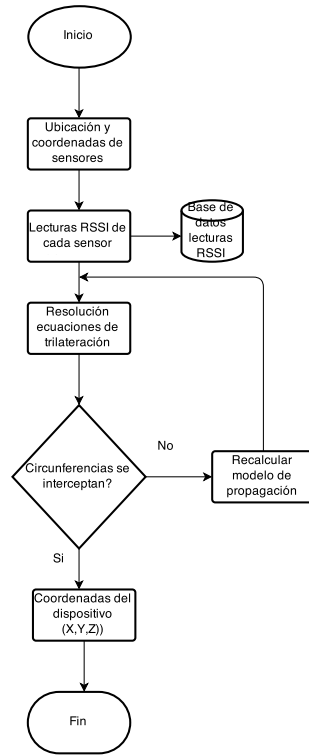 Inicio
Ubicación y
coordenadas de
sensores
Lecturas RSSI de
cada sensor
Base de
datos
lecturas
RSSI
Resolución
ecuaciones de
trilateración
Circunferencias se
interceptan?
No
Recalcular
modelo de
propagación
Si
Coordenadas del
dispositivo
(X,Y,Z))
Fin